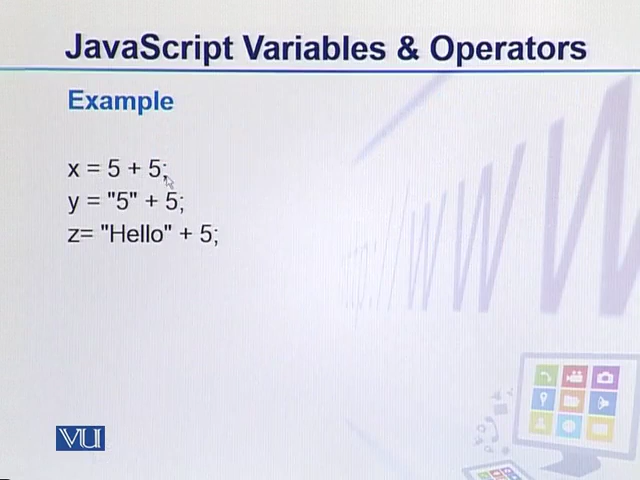 JavaScript Variables & Operators
Example
x = 5 + 5;
y = "5" + 5;
z= "Hello" + 5;
VU